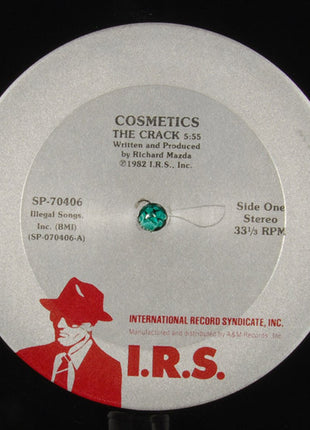 COSMETICS
THE CRACK 5:55
Written and Produced
by Richard Mazda
℗1982 I.R.S., Inc.
SP-70406
Illegal Songs,
Inc. (BMI)
(SP-070406-A)
Side One
Stereo
33⅓ RPM
INTERNATIONAL RECORD SYNDICATE, INC.
Manufactured and distributed by A&M Records, Inc.
I.R.S.